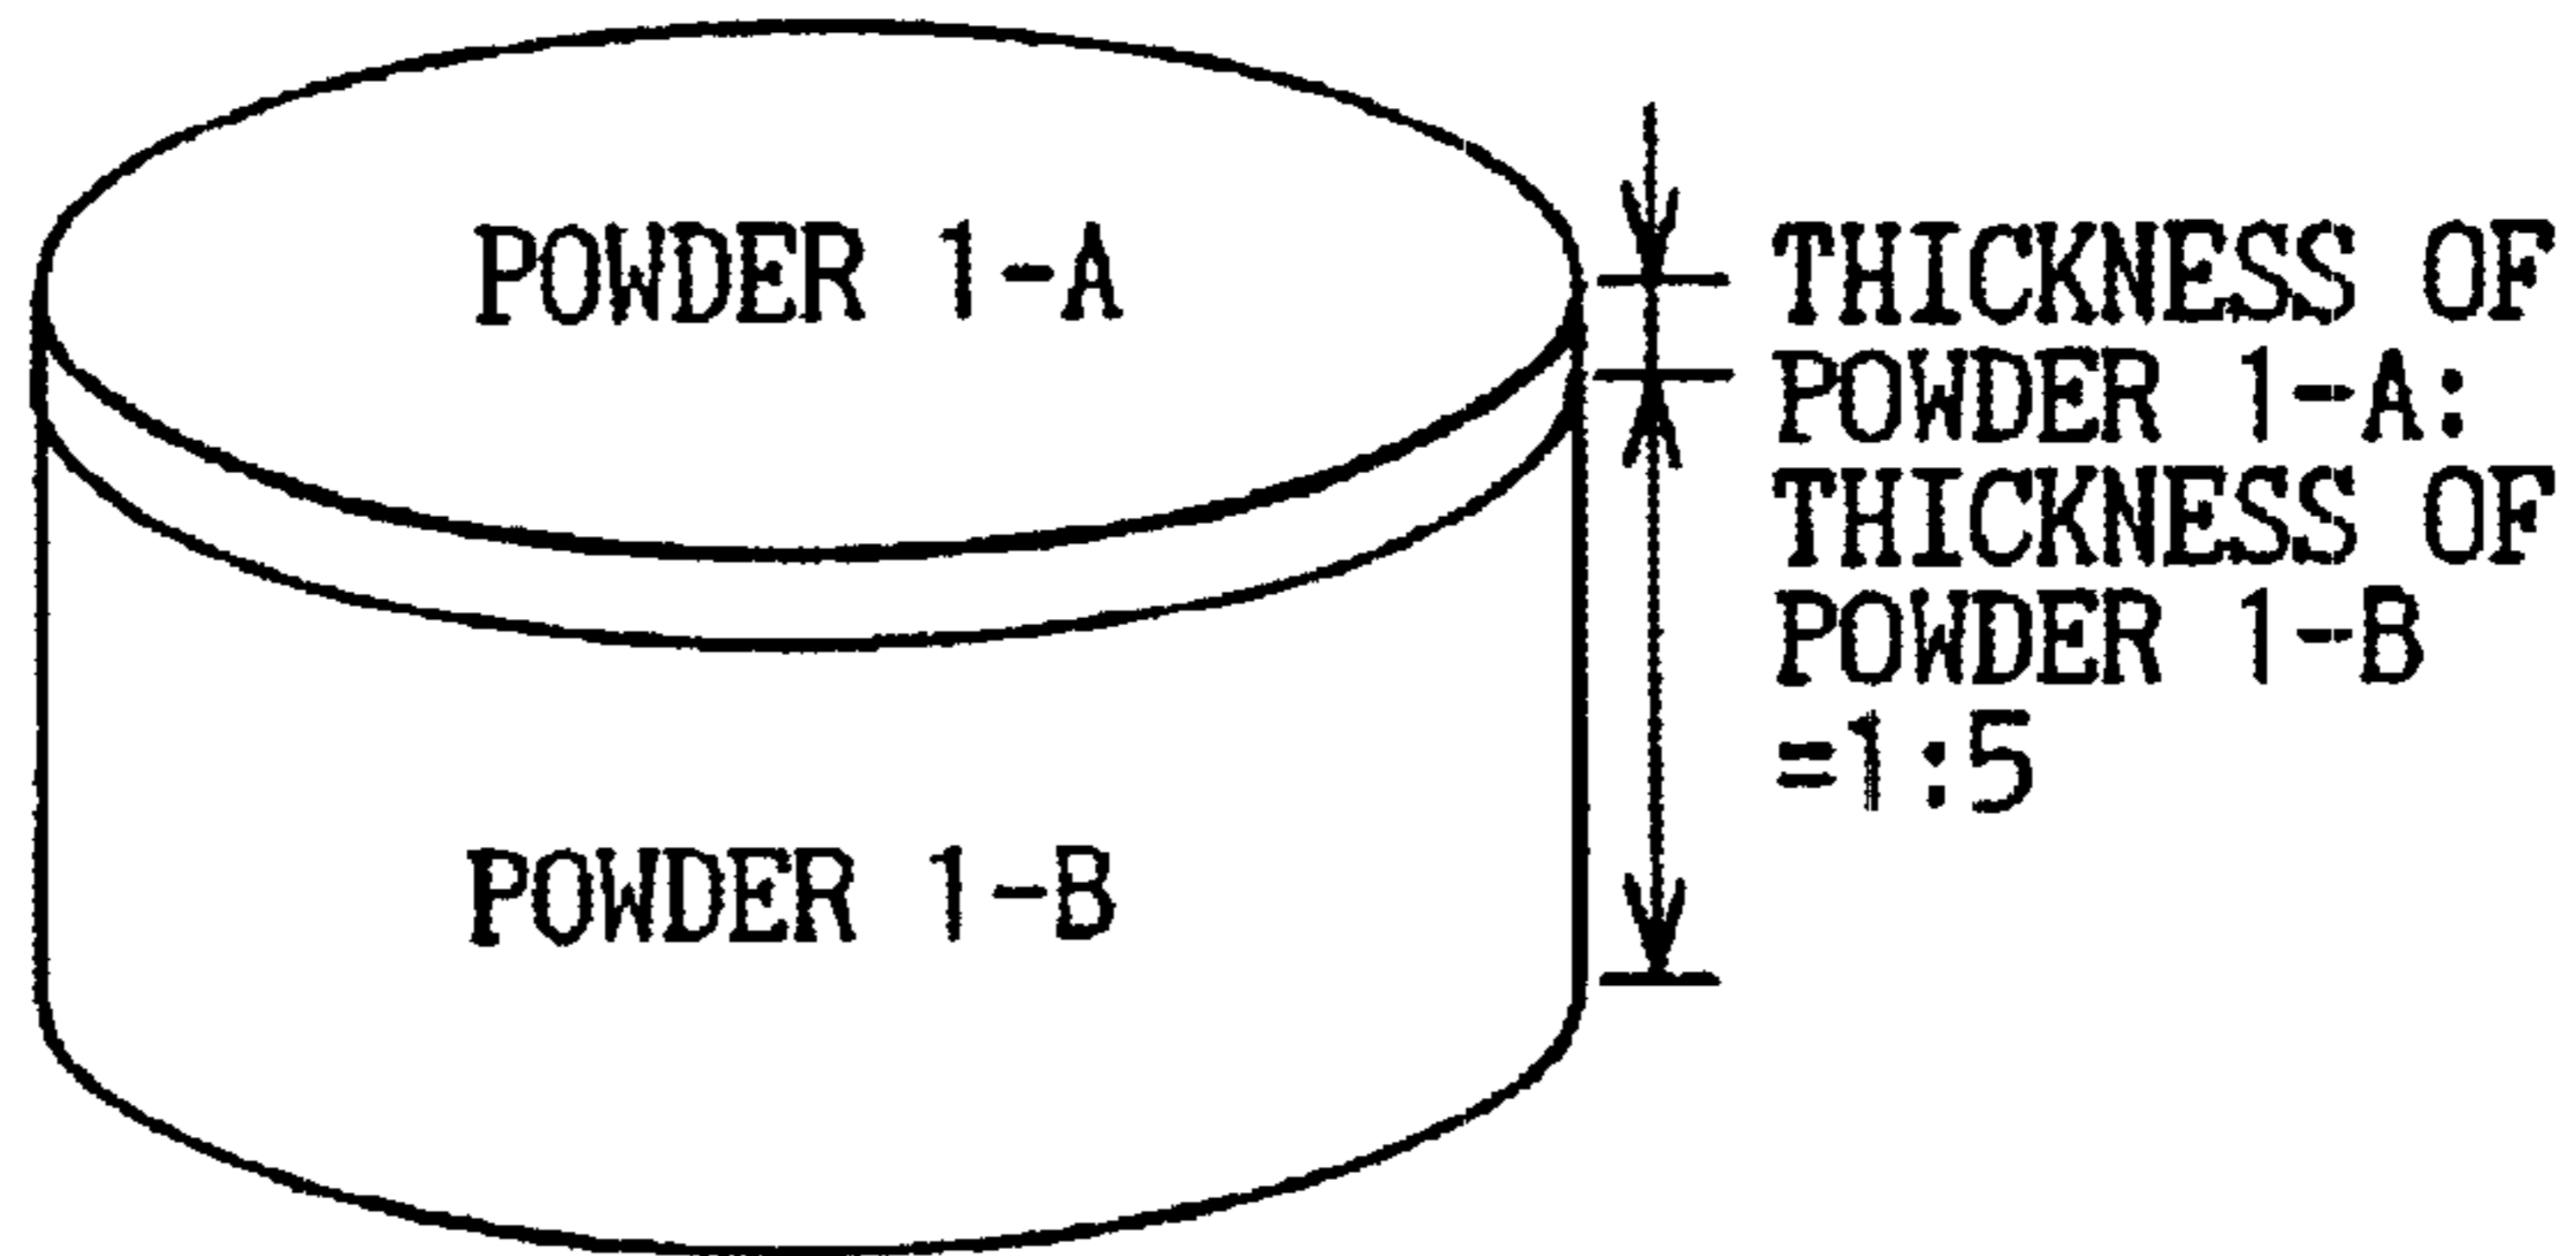 POWDER 1-A
THICKNESS OF
POWDER 1-A:
THICKNESS OF
POWDER 1-B
=1:5
POWDER 1-B